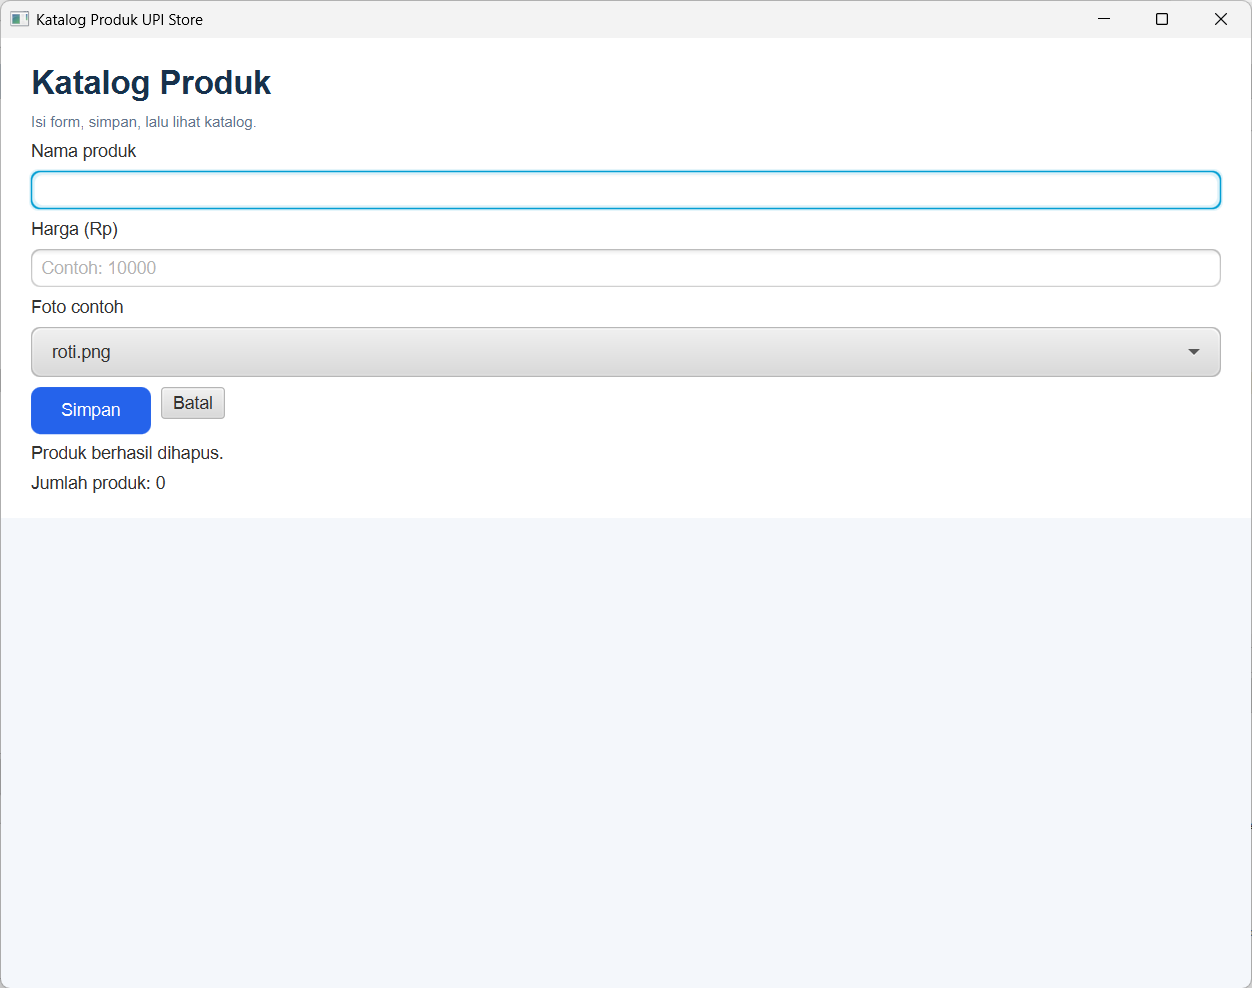 Katalog Produk UPI Store
Katalog Produk
Isi form, simpan, lalu lihat katalog.
Nama produk
Harga (Rp)
Contoh: 10000
Foto contoh
roti.png
Simpan Batal
Produk berhasil dihapus.
Jumlah produk: 0